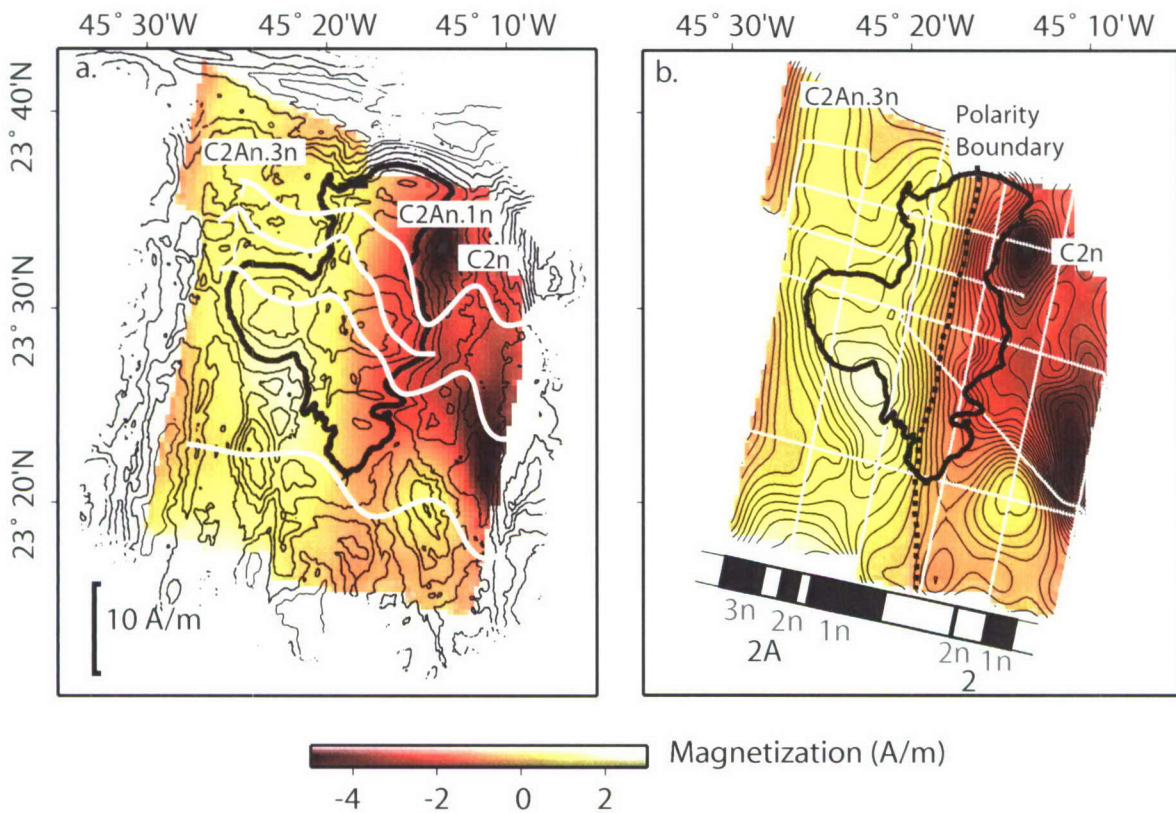 45° 30'W 45° 20'W 45° 10'W 45° 30'W 45° 20'W 45° 10'W
a. b.
23° 40'N
23° 30'N
23° 20'N
C2An.3n
C2An.1n
C2n
10 A/m
C2An.3n
Polarity
Boundary
C2n
3n 2n 1n 2n 1n
2A 2
Magnetization (A/m)
-4 -2 0 2